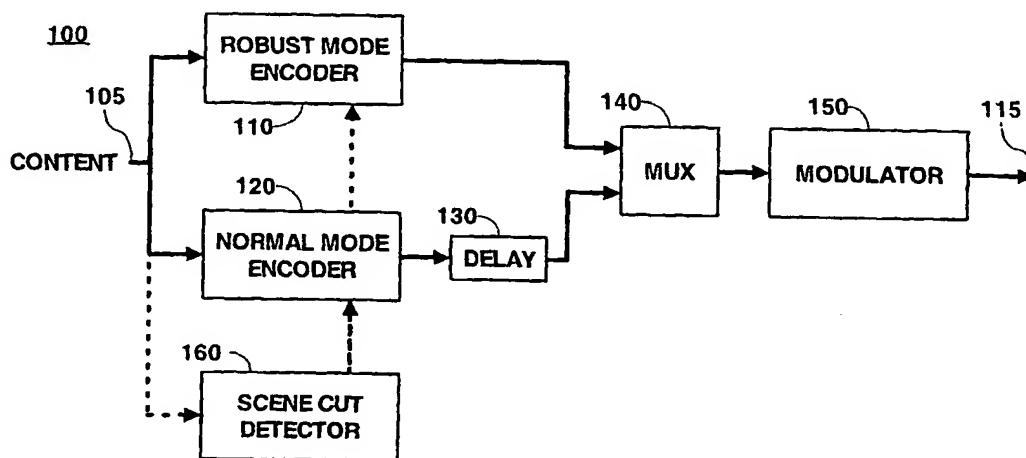 100
105
CONTENT
ROBUST MODE
ENCODER
110
120
NORMAL MODE
ENCODER
130
DELAY
140
MUX
150
MODULATOR
115
160
SCENE CUT
DETECTOR